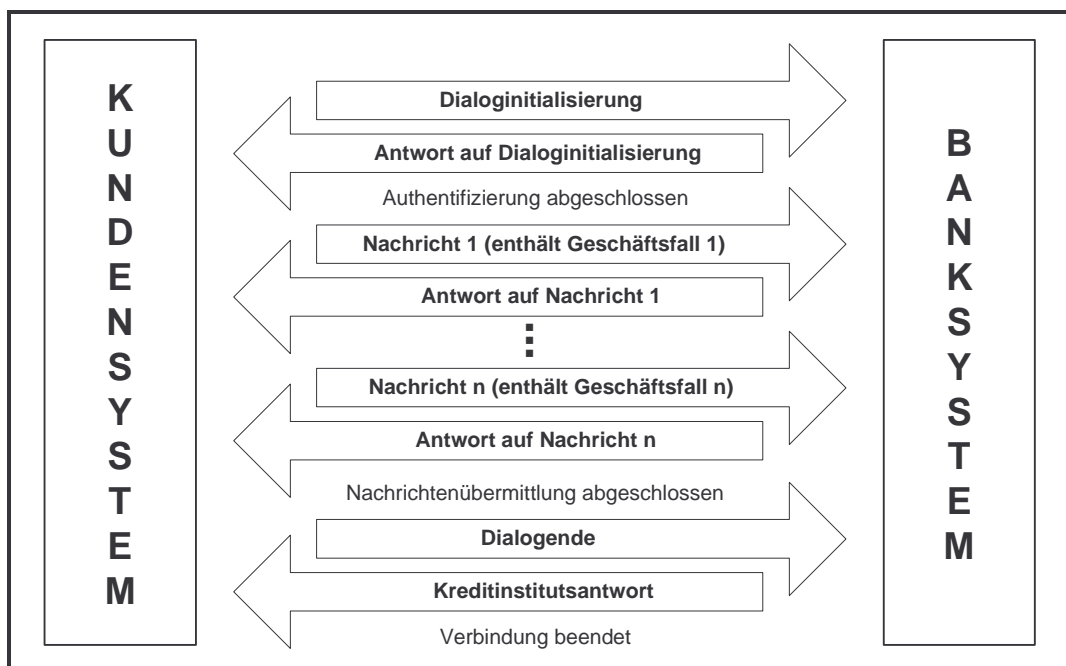 KUNDENSYSTEM
Dialoginitialisierung
Antwort auf Dialoginitialisierung
Authentifizierung abgeschlossen
Nachricht 1 (enthält Geschäftsfall 1)
Antwort auf Nachricht 1
⋮
Nachricht n (enthält Geschäftsfall n)
Antwort auf Nachricht n
Nachrichtenübermittlung abgeschlossen
Dialogende
Kreditinstitutsantwort
Verbindung beendet
BANKSYSTEM